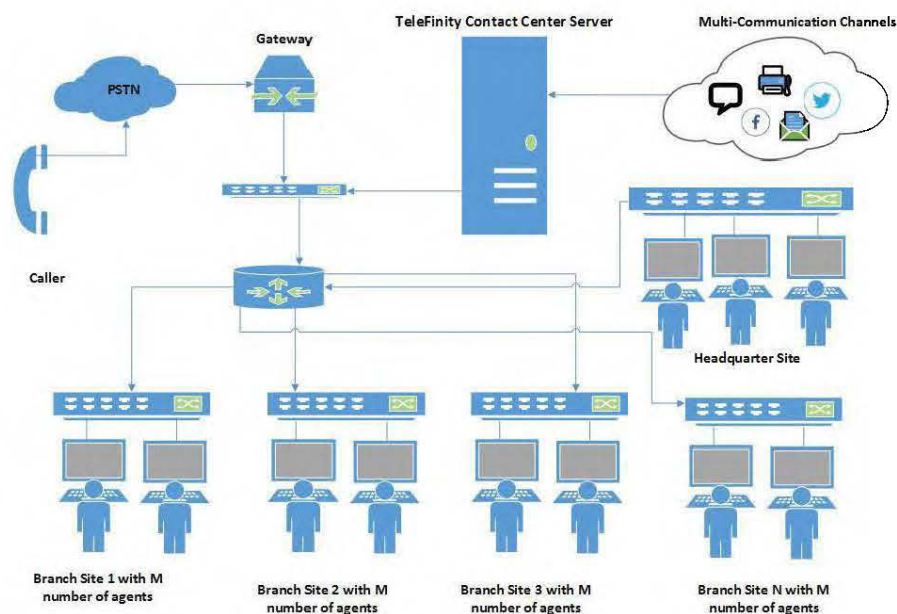 TeleFinity Contact Center Server
Multi-Communication Channels
Gateway
PSTN
f
Caller
Headquarter Site
Branch Site 1 with M
number of agents
Branch Site 2 with M
number of agents
Branch Site 3 with M
number of agents
Branch Site N with M
number of agents